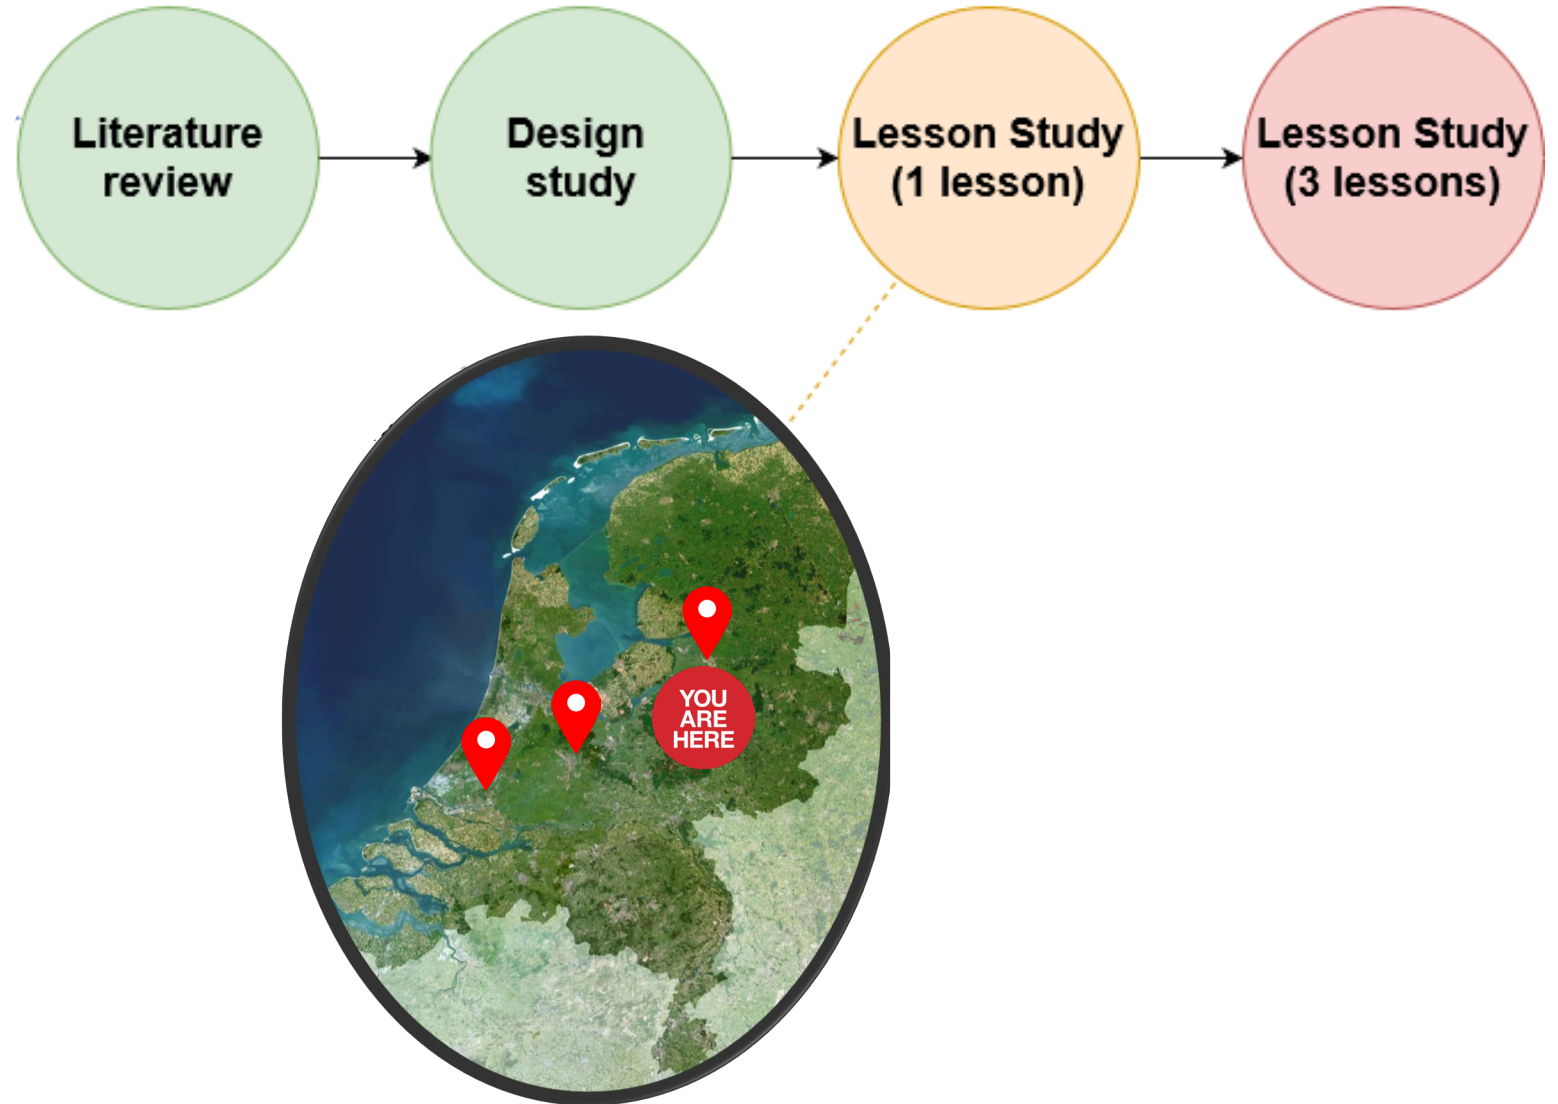 Literature
review
Design
study
Lesson Study
(1 lesson)
Lesson Study
(3 lessons)
YOU
ARE
HERE